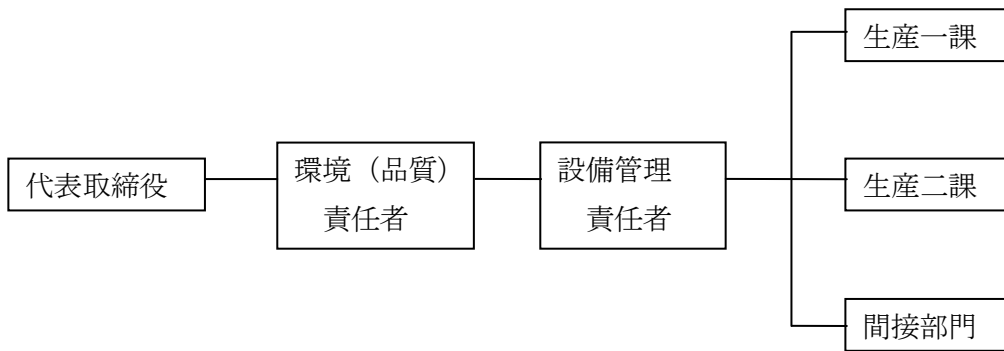 生産一課
代表取締役
環境（品質）
責任者
設備管理
責任者
生産二課
間接部門